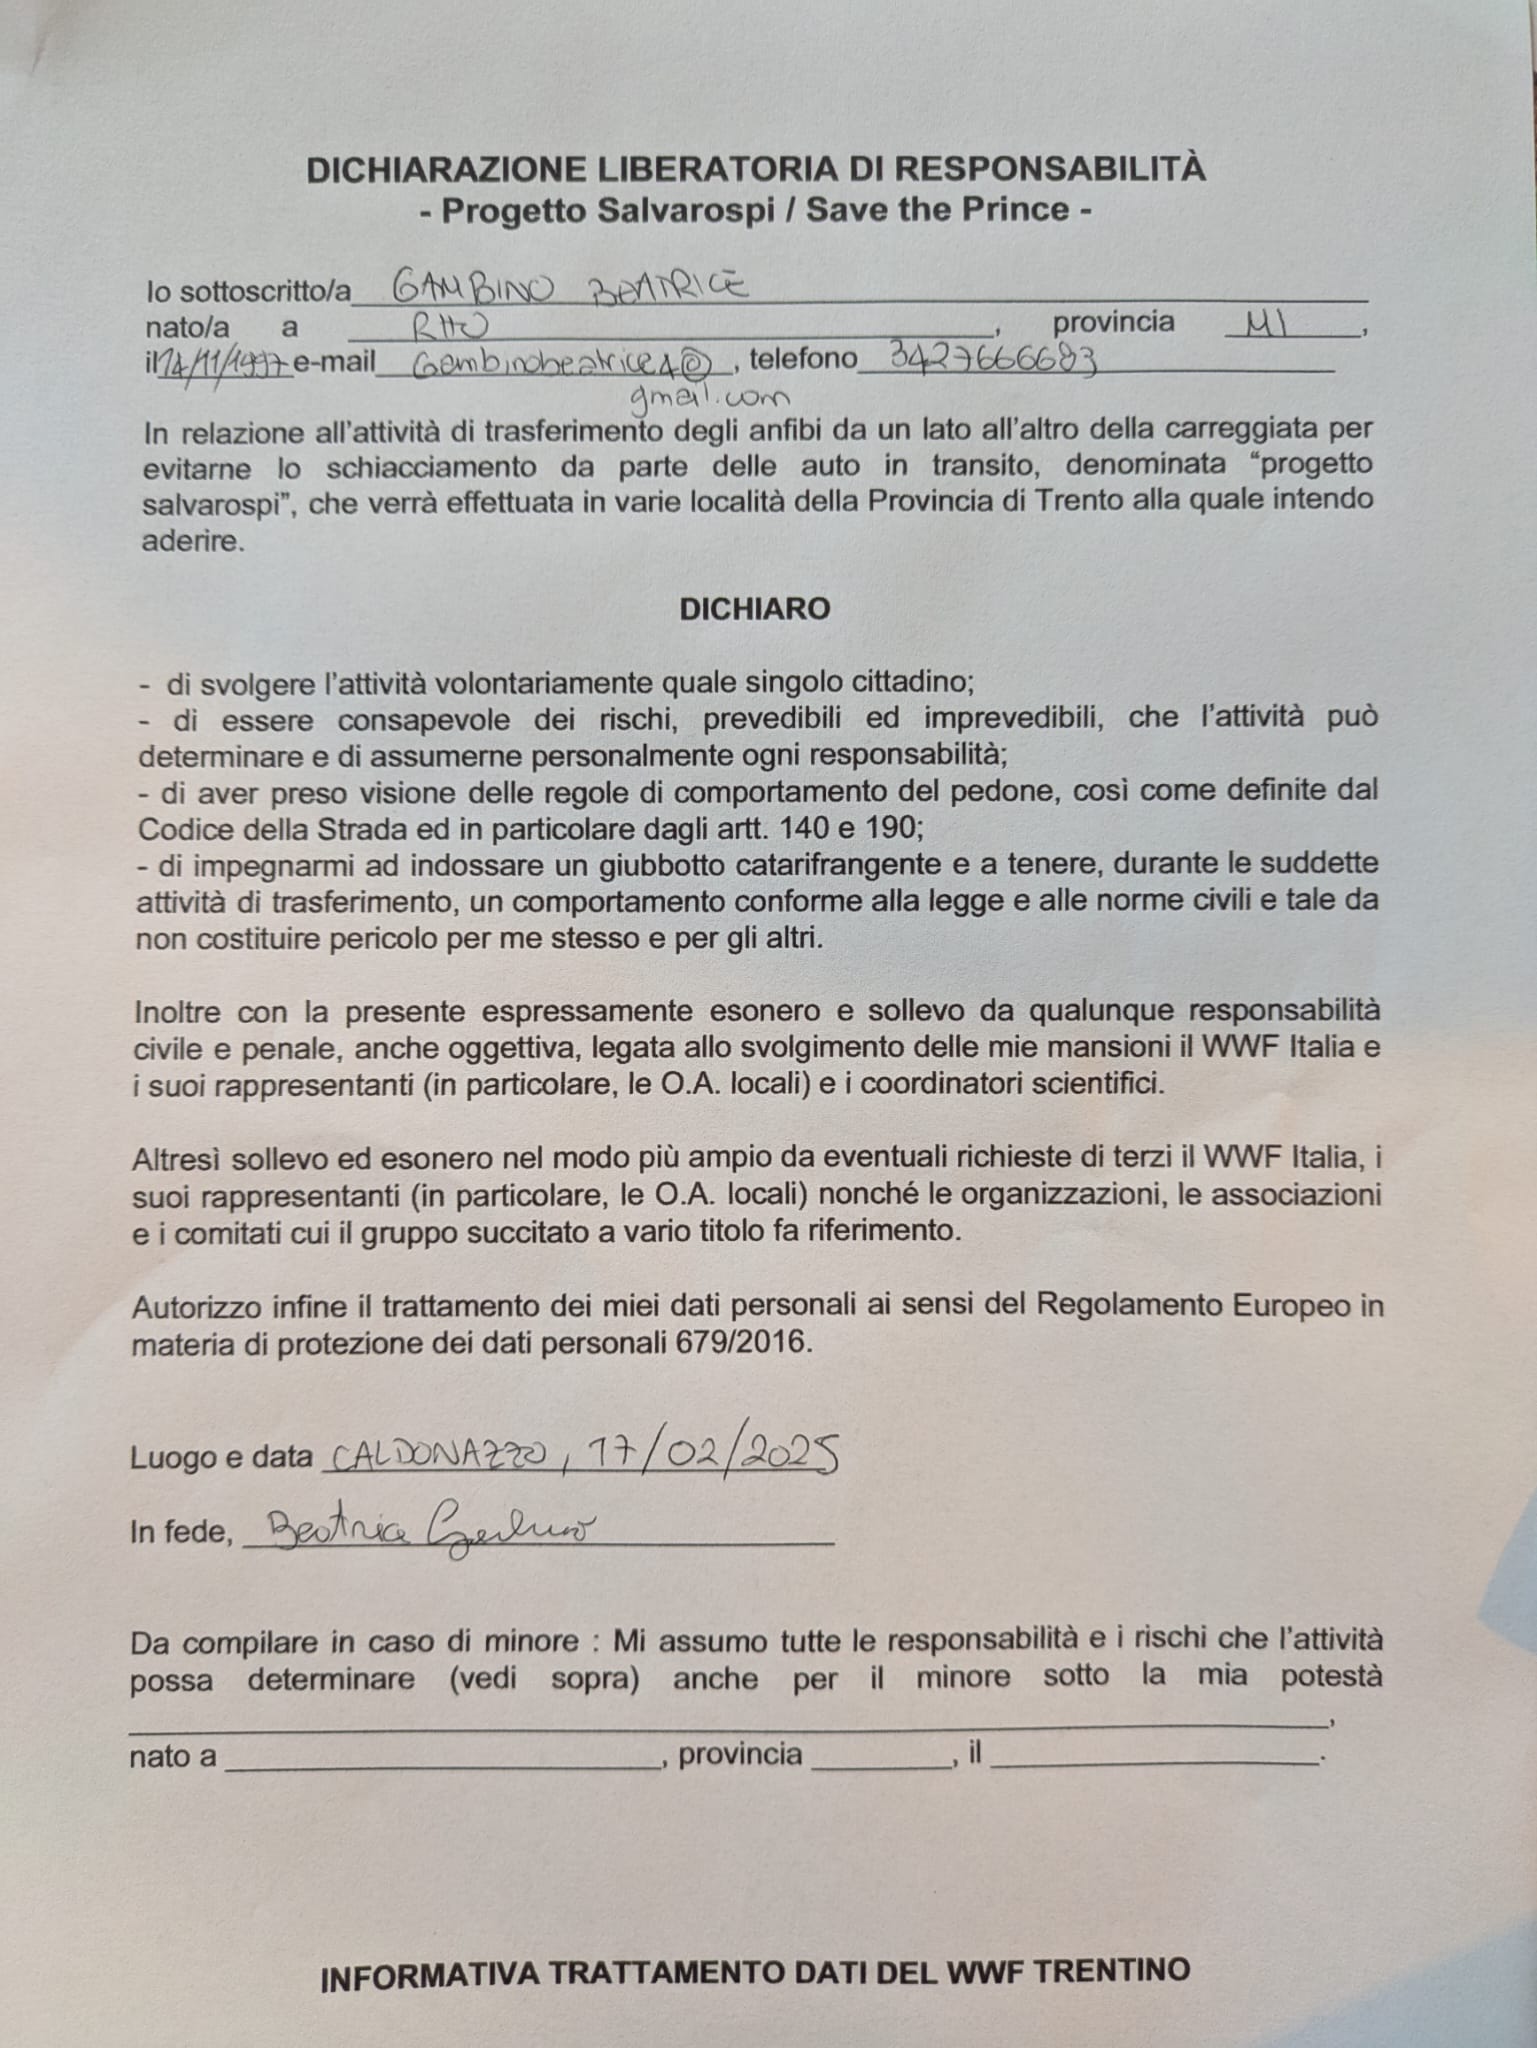 DICHIARAZIONE LIBERATORIA DI RESPONSABILITÀ
- Progetto Salvarospi / Save the Prince -
Io sottoscritto/a GAMBINO BEATRICE
nato/a a RHO, provincia MI,
il 14/11/1997 e-mail Gambinobeatrice4@, telefono 3427666683
gmail.com
In relazione all'attività di trasferimento degli anfibi da un lato all'altro della carreggiata per
evitarne lo schiacciamento da parte delle auto in transito, denominata “progetto
salvarospi”, che verrà effettuata in varie località della Provincia di Trento alla quale intendo
aderire.
DICHIARO
- di svolgere l'attività volontariamente quale singolo cittadino;
- di essere consapevole dei rischi, prevedibili ed imprevedibili, che l'attività può
determinare e di assumerne personalmente ogni responsabilità;
- di aver preso visione delle regole di comportamento del pedone, così come definite dal
Codice della Strada ed in particolare dagli artt. 140 e 190;
- di impegnarmi ad indossare un giubbotto catarifrangente e a tenere, durante le suddette
attività di trasferimento, un comportamento conforme alla legge e alle norme civili e tale da
non costituire pericolo per me stesso e per gli altri.
Inoltre con la presente espressamente esonero e sollevo da qualunque responsabilità
civile e penale, anche oggettiva, legata allo svolgimento delle mie mansioni il WWF Italia e
i suoi rappresentanti (in particolare, le O.A. locali) e i coordinatori scientifici.
Altresì sollevo ed esonero nel modo più ampio da eventuali richieste di terzi il WWF Italia, i
suoi rappresentanti (in particolare, le O.A. locali) nonché le organizzazioni, le associazioni
e i comitati cui il gruppo succitato a vario titolo fa riferimento.
Autorizzo infine il trattamento dei miei dati personali ai sensi del Regolamento Europeo in
materia di protezione dei dati personali 679/2016.
Luogo e data CALDONAZZO, 17/02/2025
In fede, Beatrice Gambino
Da compilare in caso di minore : Mi assumo tutte le responsabilità e i rischi che l'attività
possa determinare (vedi sopra) anche per il minore sotto la mia potestà
,
nato a , provincia , il .
INFORMATIVA TRATTAMENTO DATI DEL WWF TRENTINO